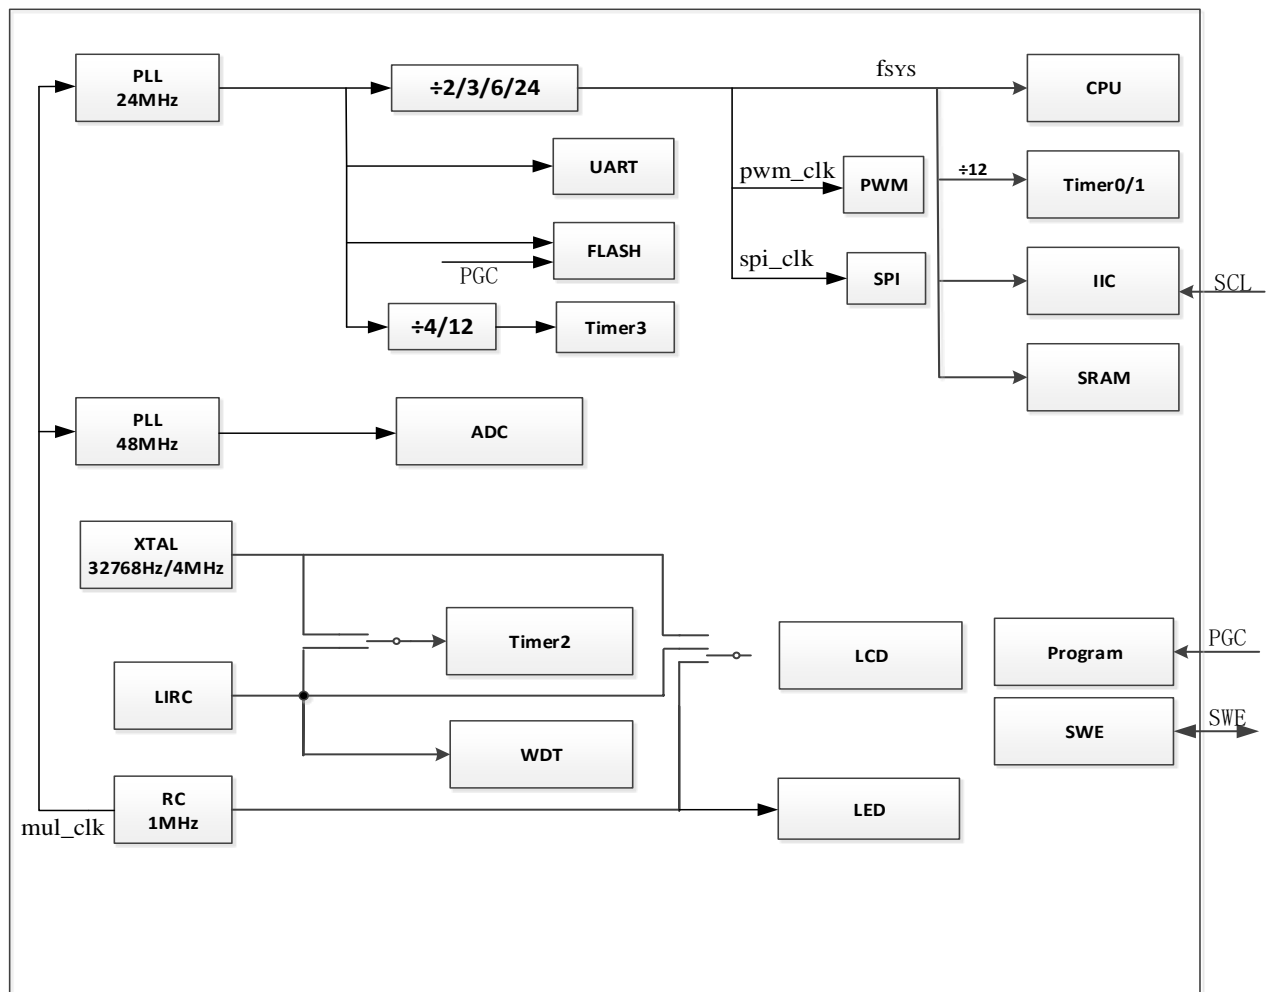 PLL
24MHz
÷2/3/6/24
fSYS
CPU
UART
pwm_clk
PWM
÷12
Timer0/1
FLASH
PGC
spi_clk
SPI
IIC
SCL
÷4/12
Timer3
SRAM
PLL
48MHz
ADC
XTAL
32768Hz/4MHz
Timer2
LCD
Program
PGC
LIRC
WDT
SWE
SWE
RC
1MHz
mul_clk
LED